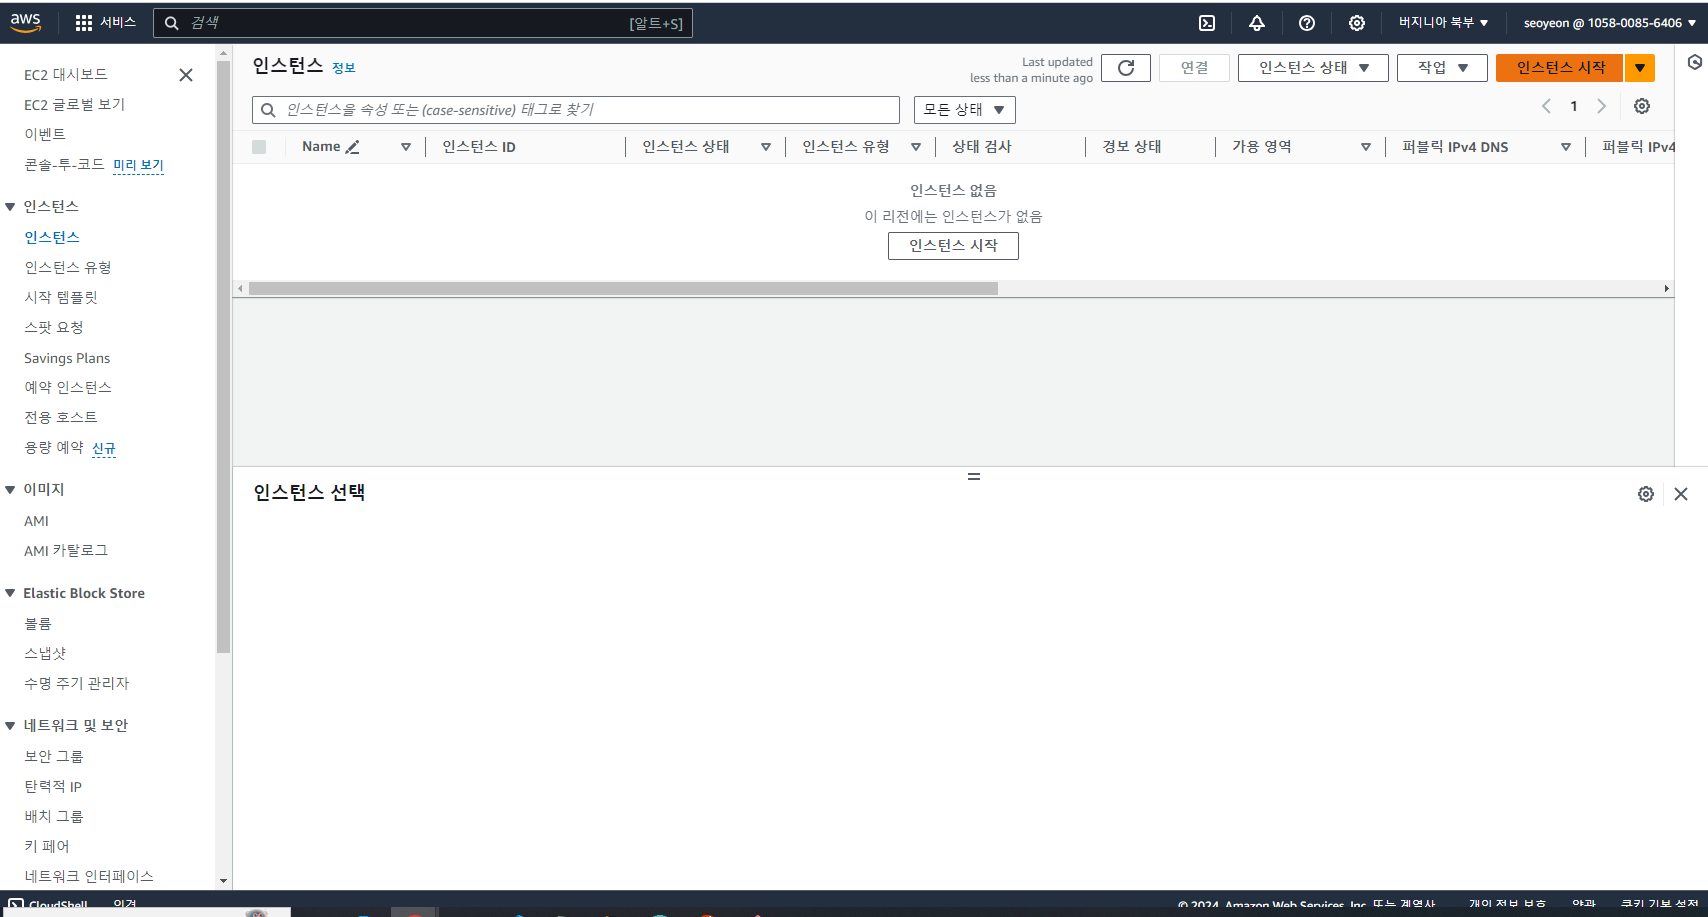 aws 서비스 검색 [알트+S] 버지니아 북부 seoyeon @ 1058-0085-6406
EC2 대시보드
EC2 글로벌 보기
이벤트
콘솔-투-코드 미리 보기
인스턴스
인스턴스
인스턴스 유형
시작 템플릿
스팟 요청
Savings Plans
예약 인스턴스
전용 호스트
용량 예약 신규
이미지
AMI
AMI 카탈로그
Elastic Block Store
볼륨
스냅샷
수명 주기 관리자
네트워크 및 보안
보안 그룹
탄력적 IP
배치 그룹
키 페어
네트워크 인터페이스
인스턴스 정보
Last updated
less than a minute ago
연결 인스턴스 상태 작업 인스턴스 시작
인스턴스을 속성 또는 (case-sensitive) 태그로 찾기 모든 상태 1
Name 인스턴스 ID 인스턴스 상태 인스턴스 유형 상태 검사 경보 상태 가용 영역 퍼블릭 IPv4 DNS 퍼블릭 IPv4
인스턴스 없음
이 리전에는 인스턴스가 없음
인스턴스 시작
인스턴스 선택
CloudShell 의견 © 2024, Amazon Web Services, Inc. 또는 계열사. 개인 정보 보호 약관 쿠키 기본 설정